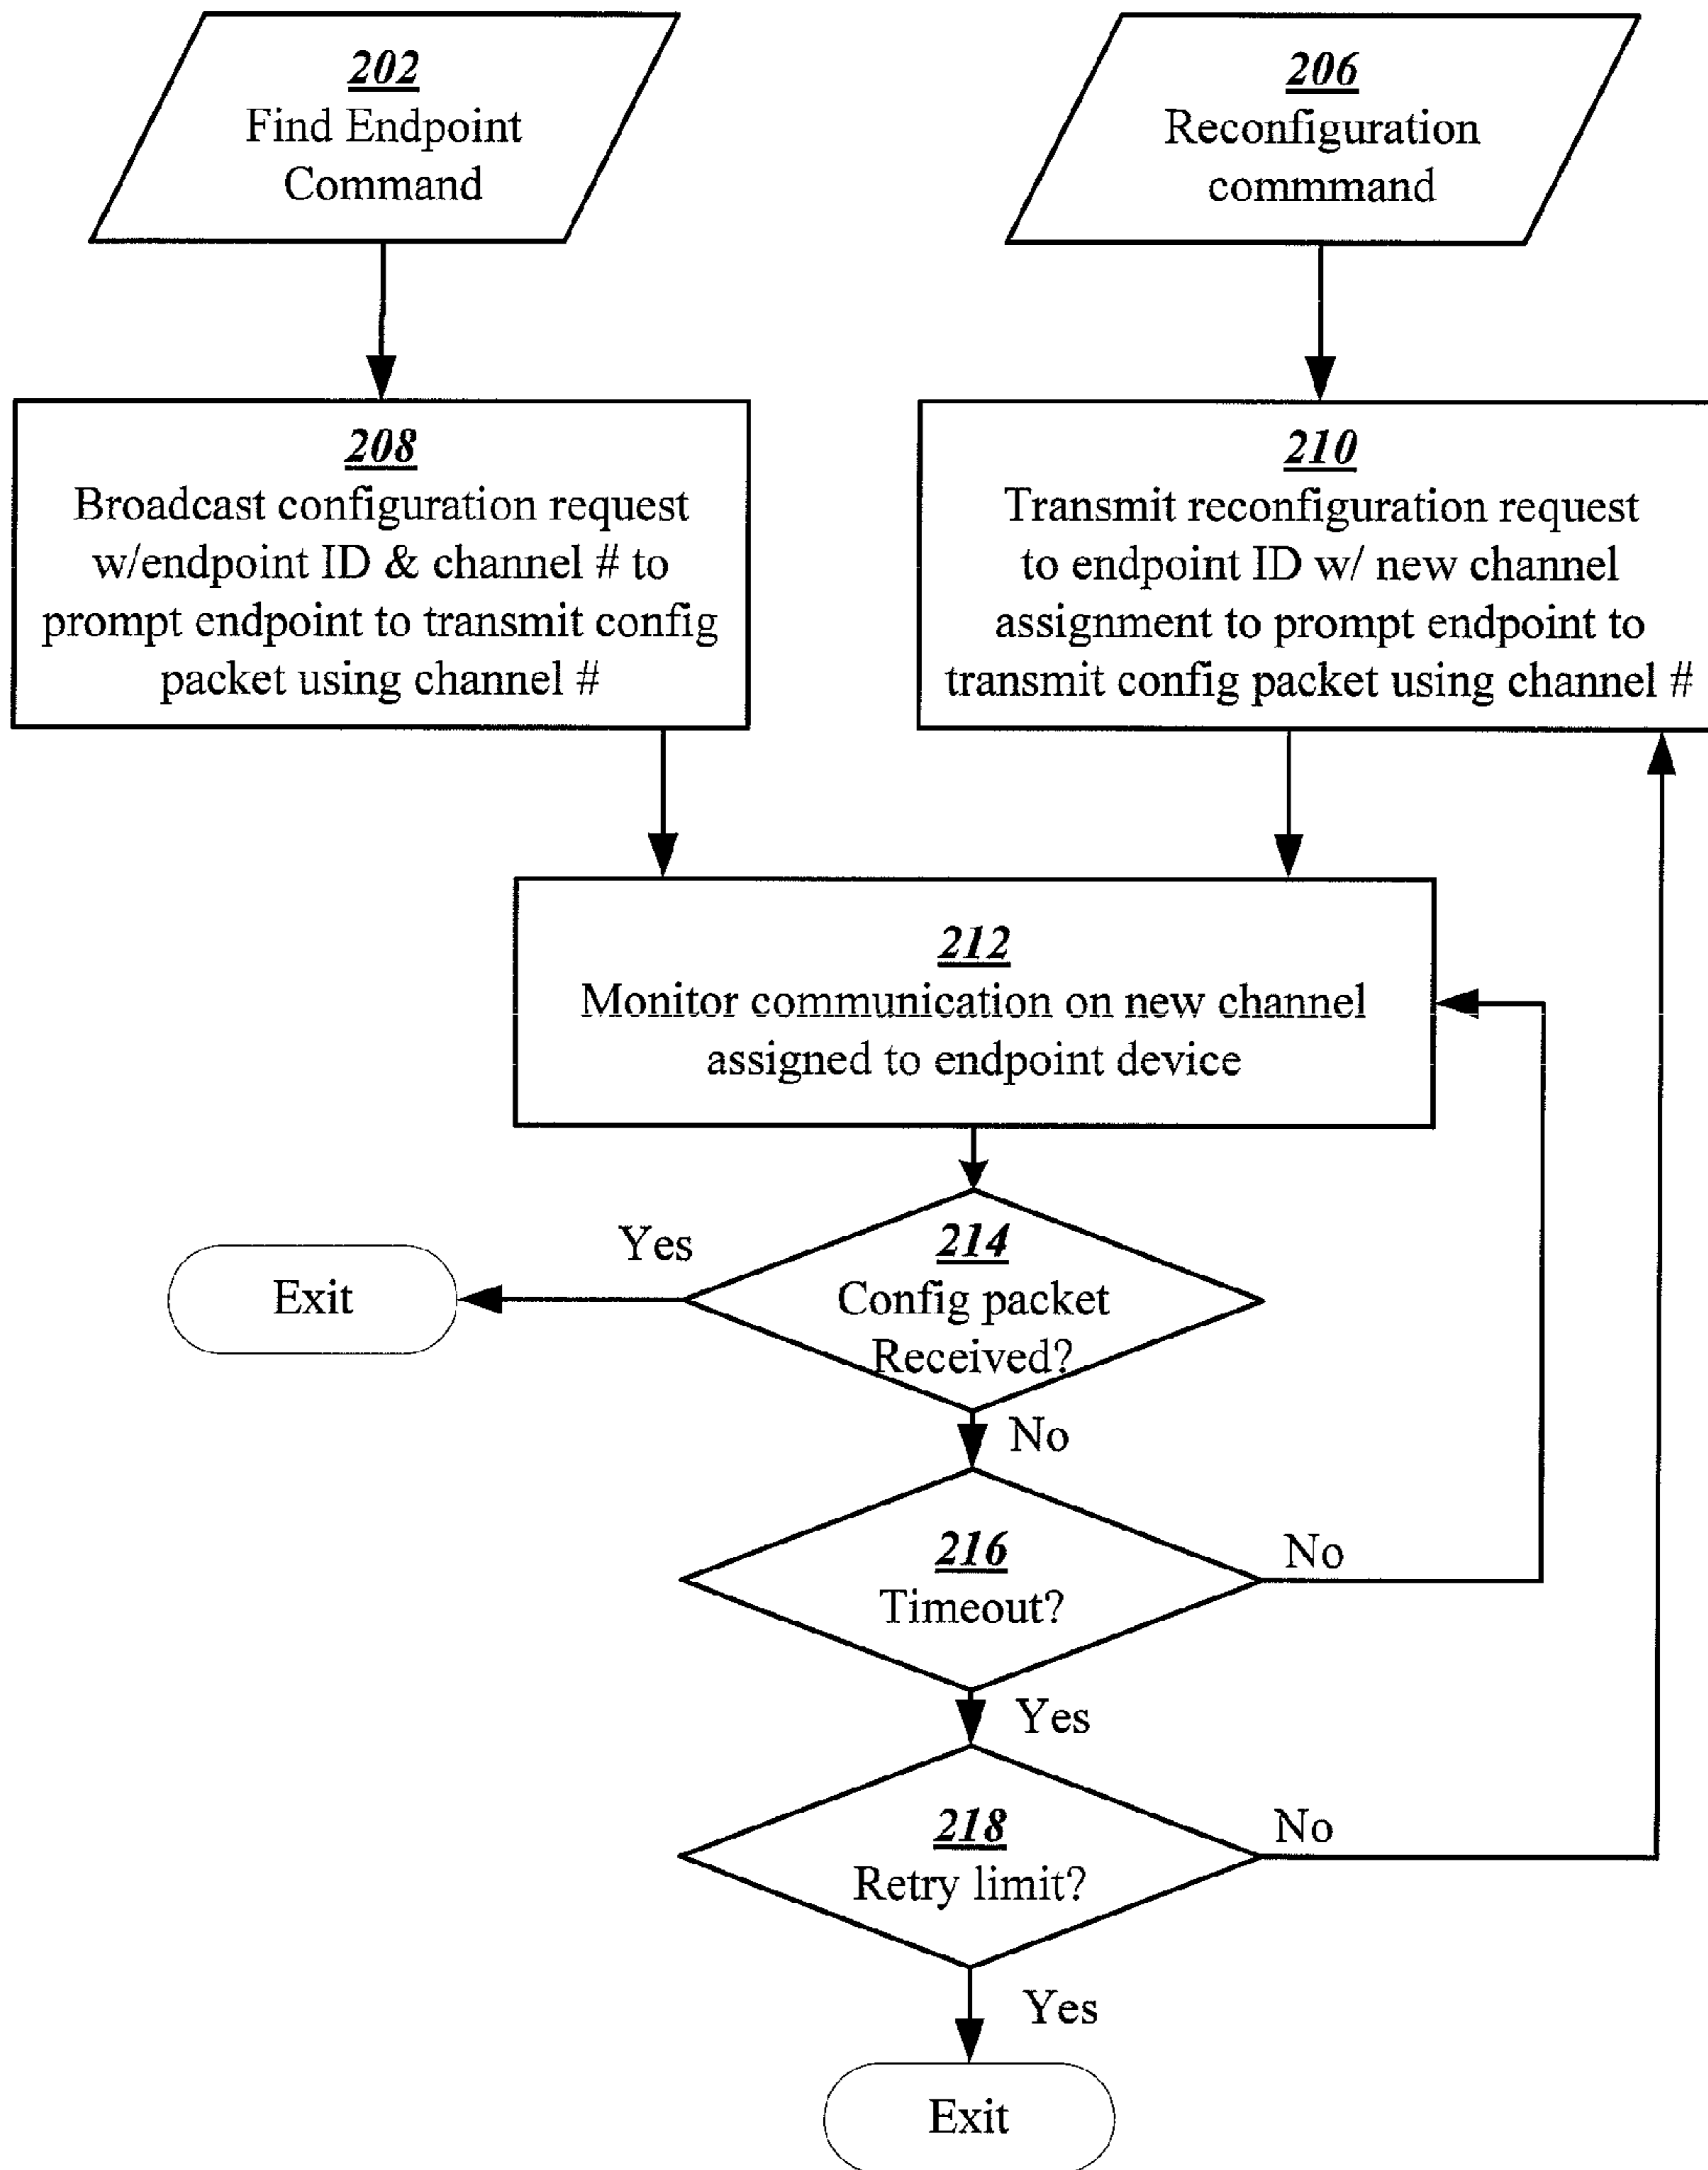 202
Find Endpoint
Command
206
Reconfiguration
commmand
208
Broadcast configuration request
w/endpoint ID & channel # to
prompt endpoint to transmit config
packet using channel #
210
Transmit reconfiguration request
to endpoint ID w/ new channel
assignment to prompt endpoint to
transmit config packet using channel #
212
Monitor communication on new channel
assigned to endpoint device
Yes
214
Config packet
Received?
Exit
No
216
Timeout?
No
Yes
218
Retry limit?
No
Yes
Exit